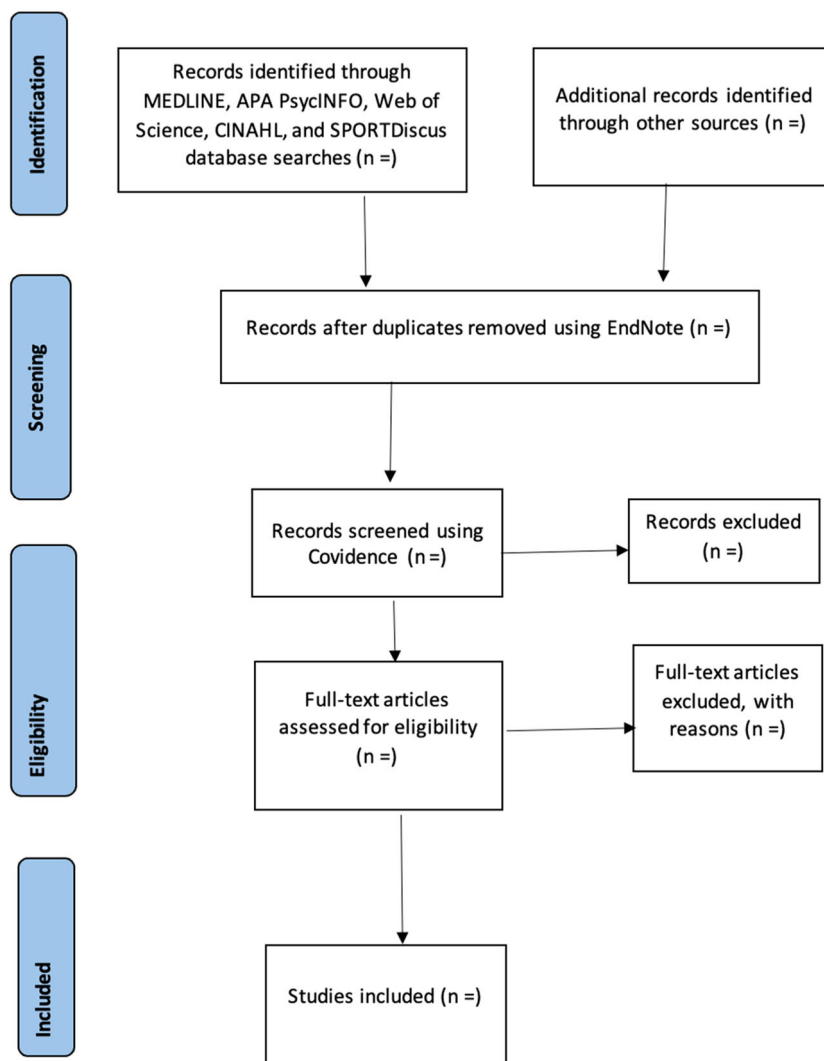 Identification
Records identified through
MEDLINE, APA PsycINFO, Web of
Science, CINAHL, and SPORTDiscus
database searches (n =)
Additional records identified
through other sources (n =)
Screening
Records after duplicates removed using EndNote (n =)
Records screened using
Covidence (n =)
Records excluded
(n =)
Eligibility
Full-text articles
assessed for eligibility
(n =)
Full-text articles
excluded, with
reasons (n =)
Included
Studies included (n =)